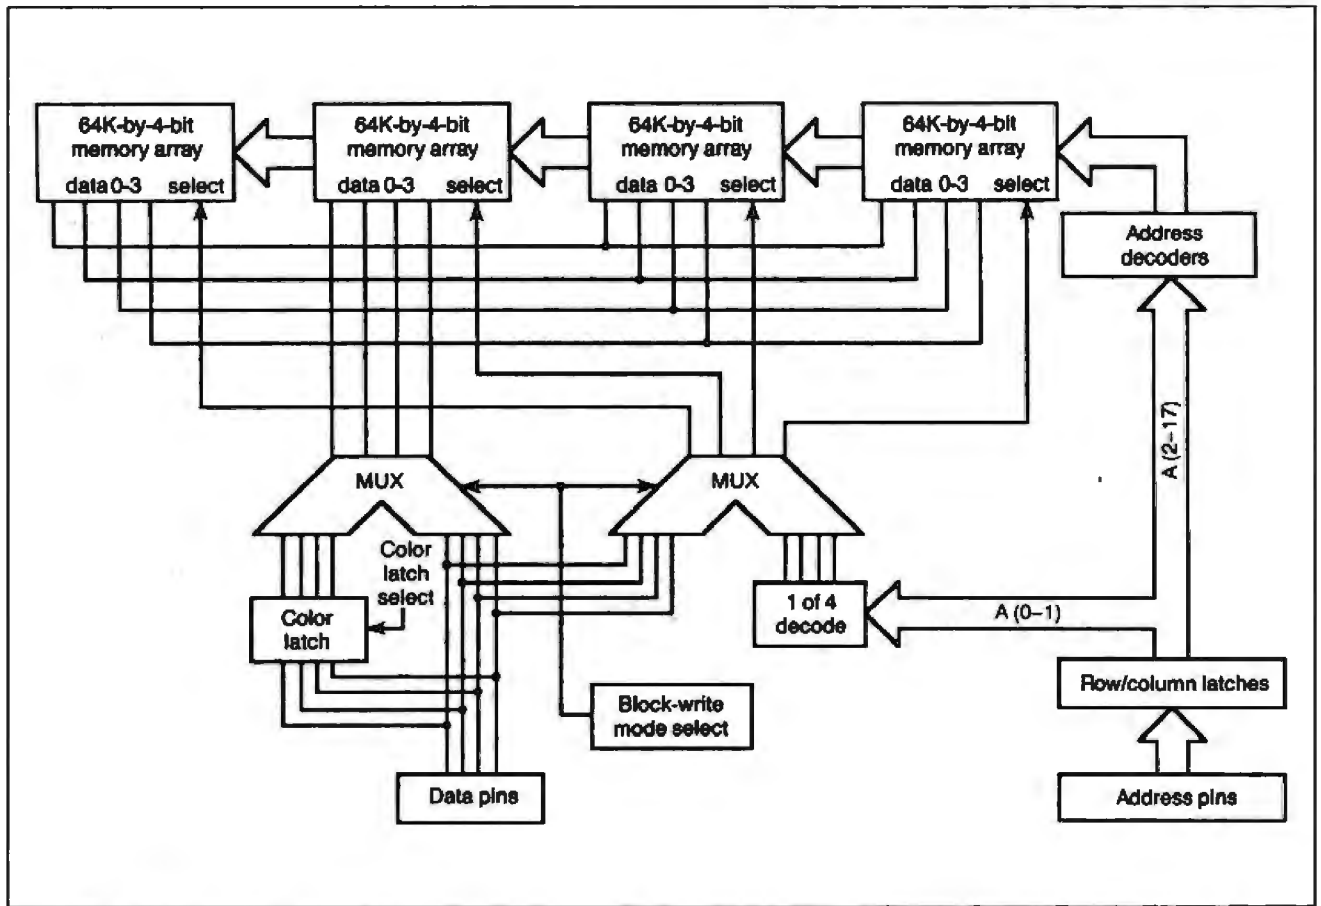 64K-by-4-bit
memory array
data 0-3 select
64K-by-4-bit
memory array
data 0-3 select
64K-by-4-bit
memory array
data 0-3 select
64K-by-4-bit
memory array
data 0-3 select
Address
decoders
A (2-17)
MUX
MUX
Color
latch
select
Color
latch
1 of 4
decode
A (0-1)
Row/column latches
Block-write
mode select
Data pins
Address pins